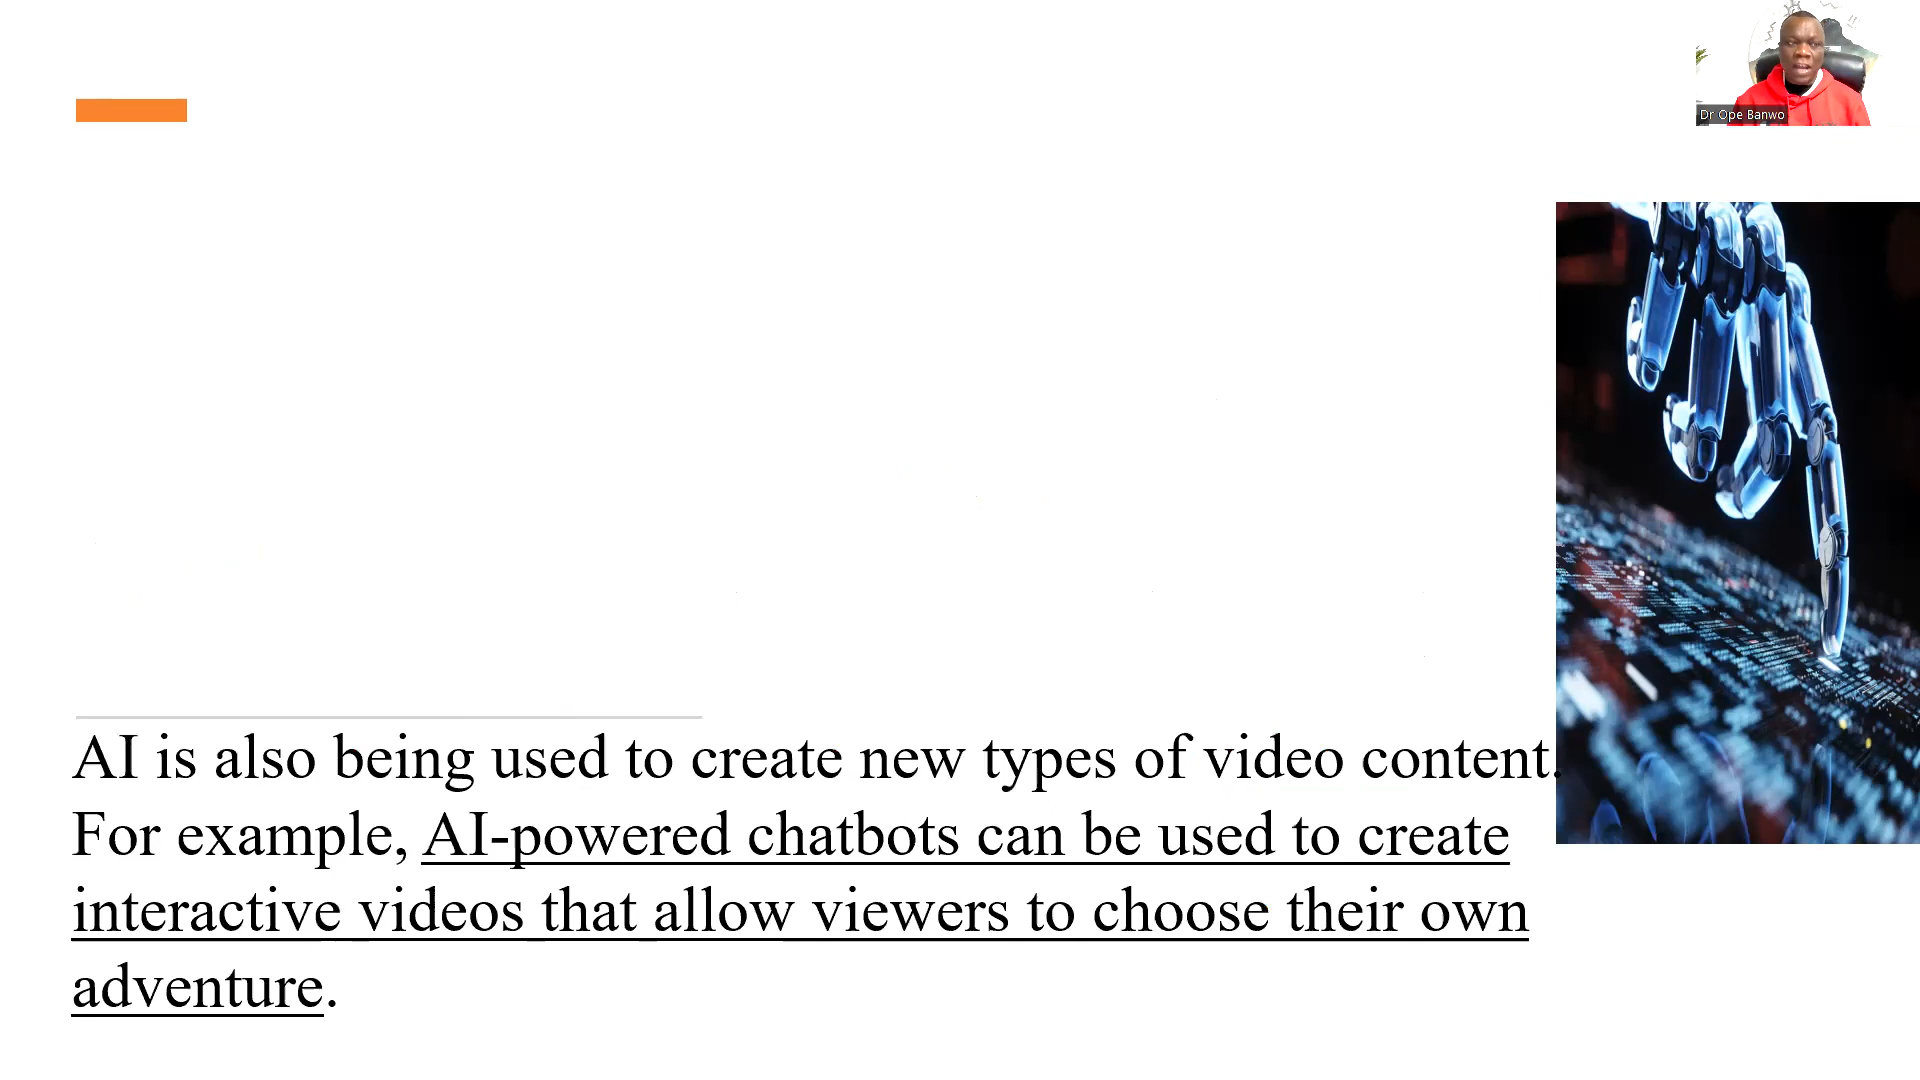 Dr Ope Banwo
AI is also being used to create new types of video content.
For example, AI-powered chatbots can be used to create
interactive videos that allow viewers to choose their own
adventure.